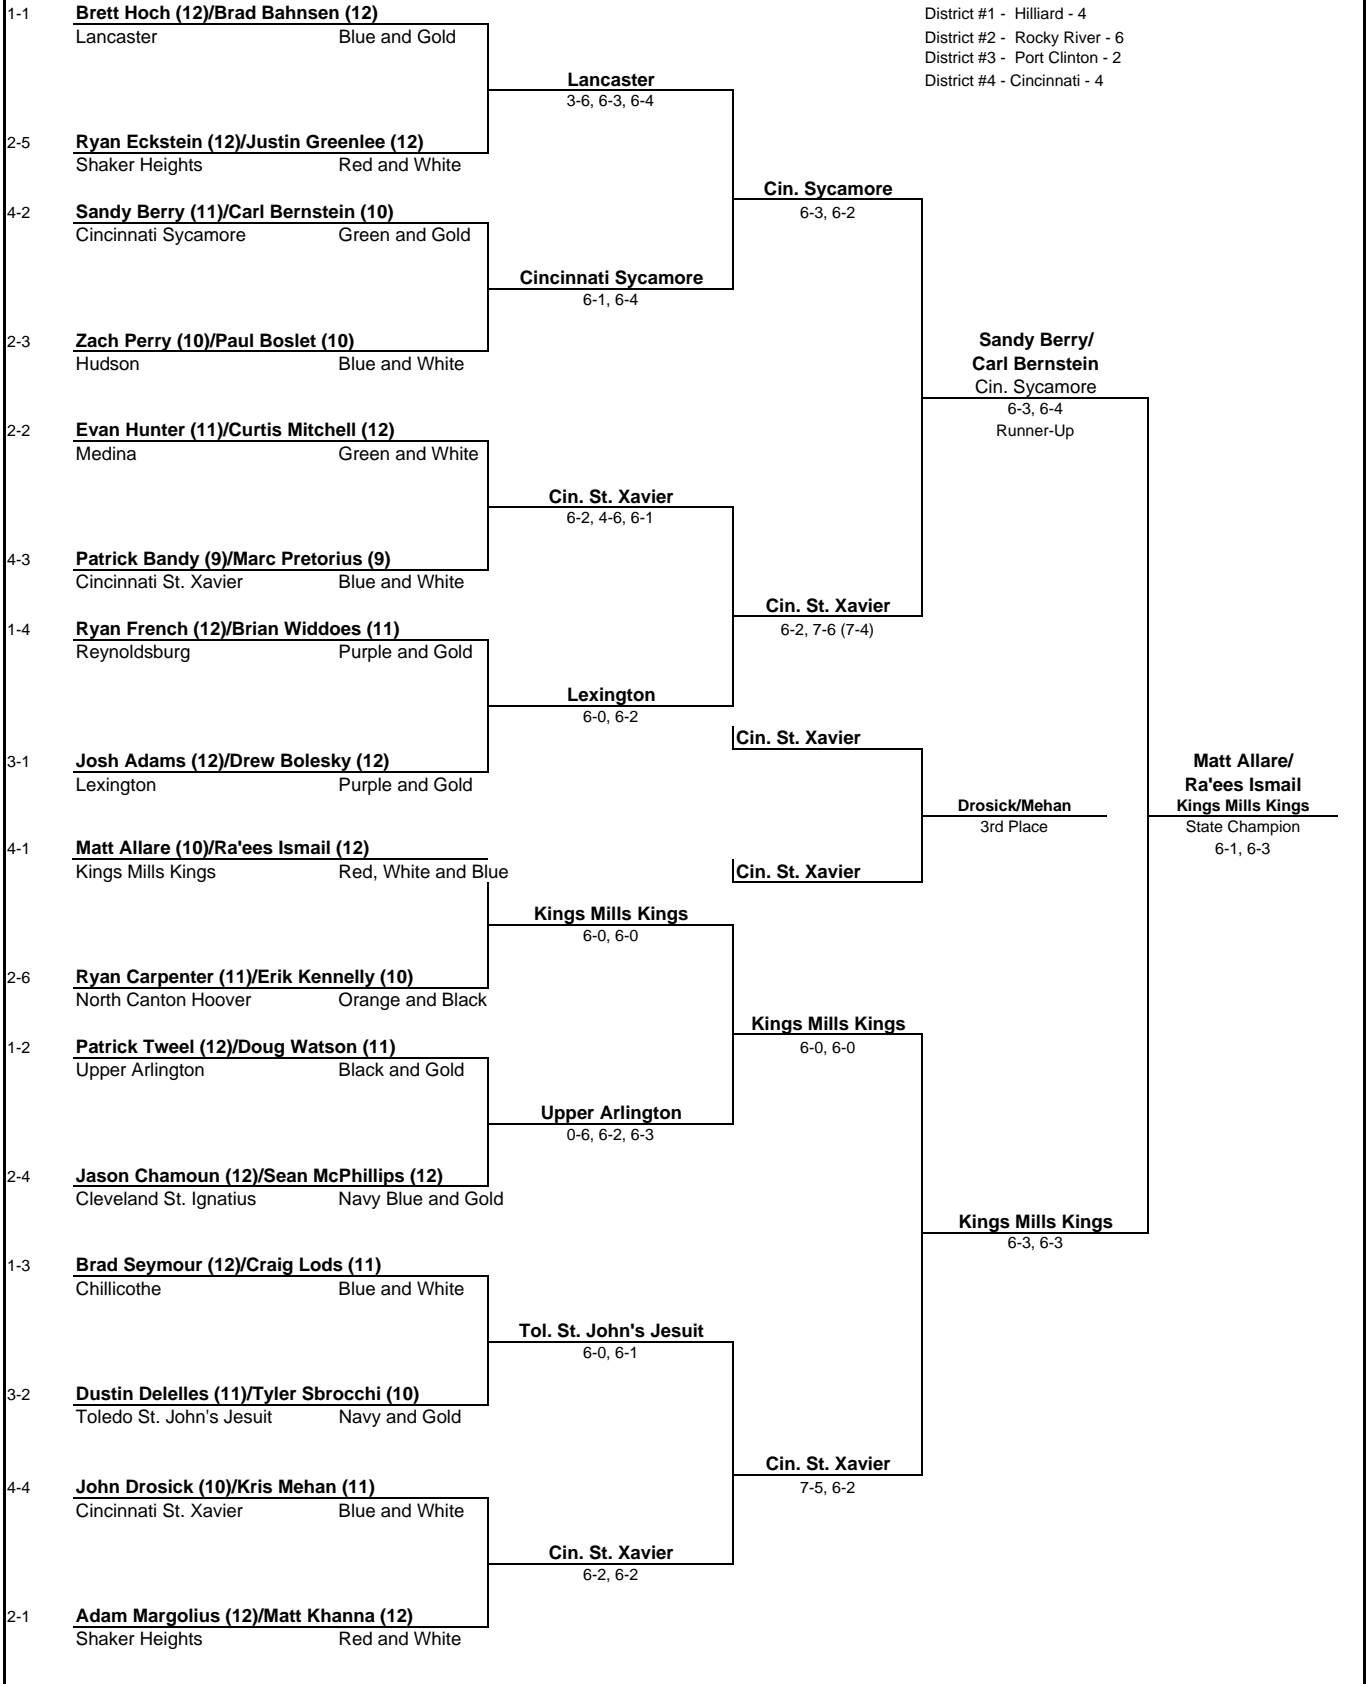 1-1 Brett Hoch (12)/Brad Bahnsen (12)
Lancaster Blue and Gold
District #1 - Hilliard - 4
District #2 - Rocky River - 6
District #3 - Port Clinton - 2
District #4 - Cincinnati - 4
Lancaster
3-6, 6-3, 6-4
2-5 Ryan Eckstein (12)/Justin Greenlee (12)
Shaker Heights Red and White
Cin. Sycamore
6-3, 6-2
4-2 Sandy Berry (11)/Carl Bernstein (10)
Cincinnati Sycamore Green and Gold
Cincinnati Sycamore
6-1, 6-4
2-3 Zach Perry (10)/Paul Boslet (10)
Hudson Blue and White
Sandy Berry/
Carl Bernstein
Cin. Sycamore
6-3, 6-4
Runner-Up
2-2 Evan Hunter (11)/Curtis Mitchell (12)
Medina Green and White
Cin. St. Xavier
6-2, 4-6, 6-1
4-3 Patrick Bandy (9)/Marc Pretorius (9)
Cincinnati St. Xavier Blue and White
Cin. St. Xavier
6-2, 7-6 (7-4)
1-4 Ryan French (12)/Brian Widdoes (11)
Reynoldsburg Purple and Gold
Lexington
6-0, 6-2
Cin. St. Xavier
3-1 Josh Adams (12)/Drew Bolesky (12)
Lexington Purple and Gold
Matt Allare/
Ra'ees Ismail
Kings Mills Kings
State Champion
6-1, 6-3
Drosick/Mehan
3rd Place
4-1 Matt Allare (10)/Ra'ees Ismail (12)
Kings Mills Kings Red, White and Blue
Cin. St. Xavier
Kings Mills Kings
6-0, 6-0
2-6 Ryan Carpenter (11)/Erik Kennelly (10)
North Canton Hoover Orange and Black
Kings Mills Kings
6-0, 6-0
1-2 Patrick Tweel (12)/Doug Watson (11)
Upper Arlington Black and Gold
Upper Arlington
0-6, 6-2, 6-3
2-4 Jason Chamoun (12)/Sean McPhillips (12)
Cleveland St. Ignatius Navy Blue and Gold
Kings Mills Kings
6-3, 6-3
1-3 Brad Seymour (12)/Craig Lods (11)
Chillicothe Blue and White
Tol. St. John's Jesuit
6-0, 6-1
3-2 Dustin Delelles (11)/Tyler Sbrocchi (10)
Toledo St. John's Jesuit Navy and Gold
Cin. St. Xavier
7-5, 6-2
4-4 John Drosick (10)/Kris Mehan (11)
Cincinnati St. Xavier Blue and White
Cin. St. Xavier
6-2, 6-2
2-1 Adam Margolius (12)/Matt Khanna (12)
Shaker Heights Red and White